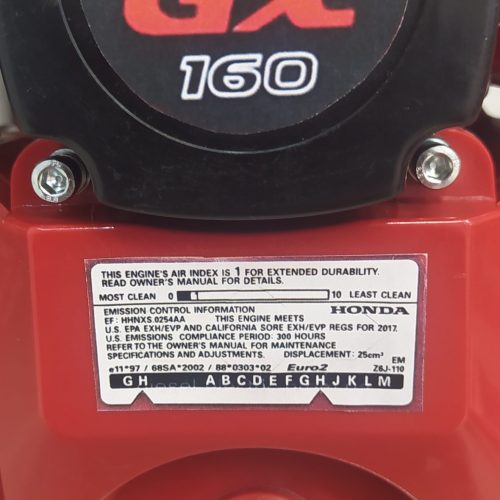 GX
160
THIS ENGINE'S AIR INDEX IS 1 FOR EXTENDED DURABILITY.
READ OWNER'S MANUAL FOR DETAILS.
MOST CLEAN 0 1 10 LEAST CLEAN
EMISSION CONTROL INFORMATION HONDA
EF: HHNXS.0254AA THIS ENGINE MEETS
U.S. EPA EXH/EVP AND CALIFORNIA SORE EXH/EVP REGS FOR 2017.
U.S. EMISSIONS COMPLIANCE PERIOD: 300 HOURS
REFER TO THE OWNER'S MANUAL FOR MAINTENANCE
SPECIFICATIONS AND ADJUSTMENTS. DISPLACEMENT: 25cm³
EM
e11*97 / 68SA*2002 / 88*0303*02 Euro2 Z6J-110
G H A B C D E F G H J K L M